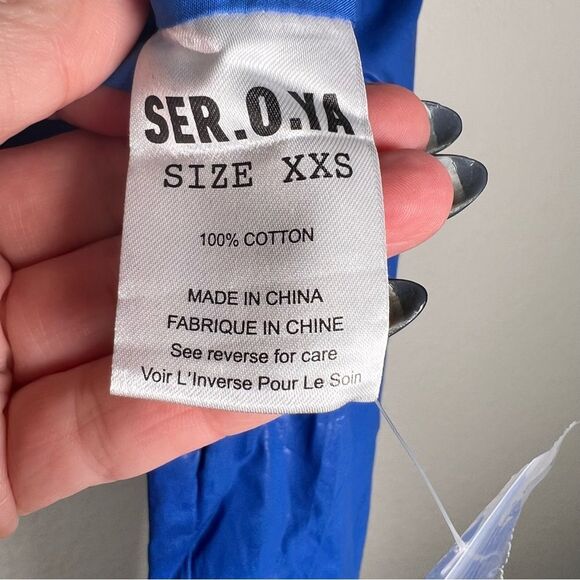 SER.O.YA
SIZE XXS
100% COTTON
MADE IN CHINA
FABRIQUE IN CHINE
See reverse for care
Voir L'Inverse Pour Le Soin